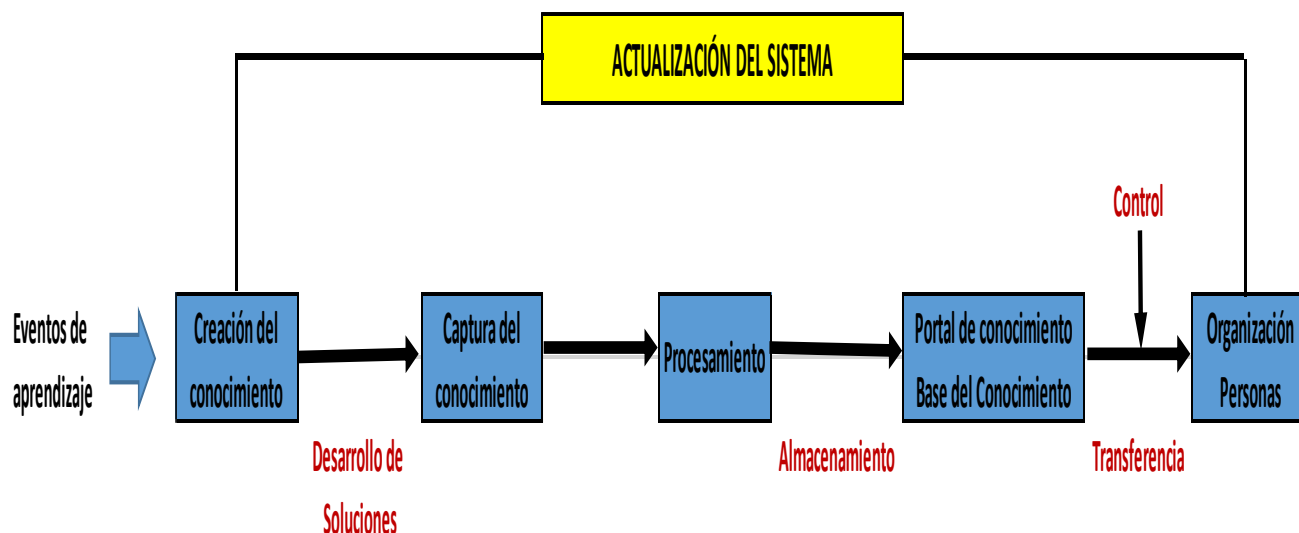 ACTUALIZACIÓN DEL SISTEMA
Control
Eventos de
aprendizaje
Creación del
conocimiento
Captura del
conocimiento
Procesamiento
Portal de conocimiento
Base del Conocimiento
Organización
Personas
Desarrollo de
Soluciones
Almacenamiento
Transferencia